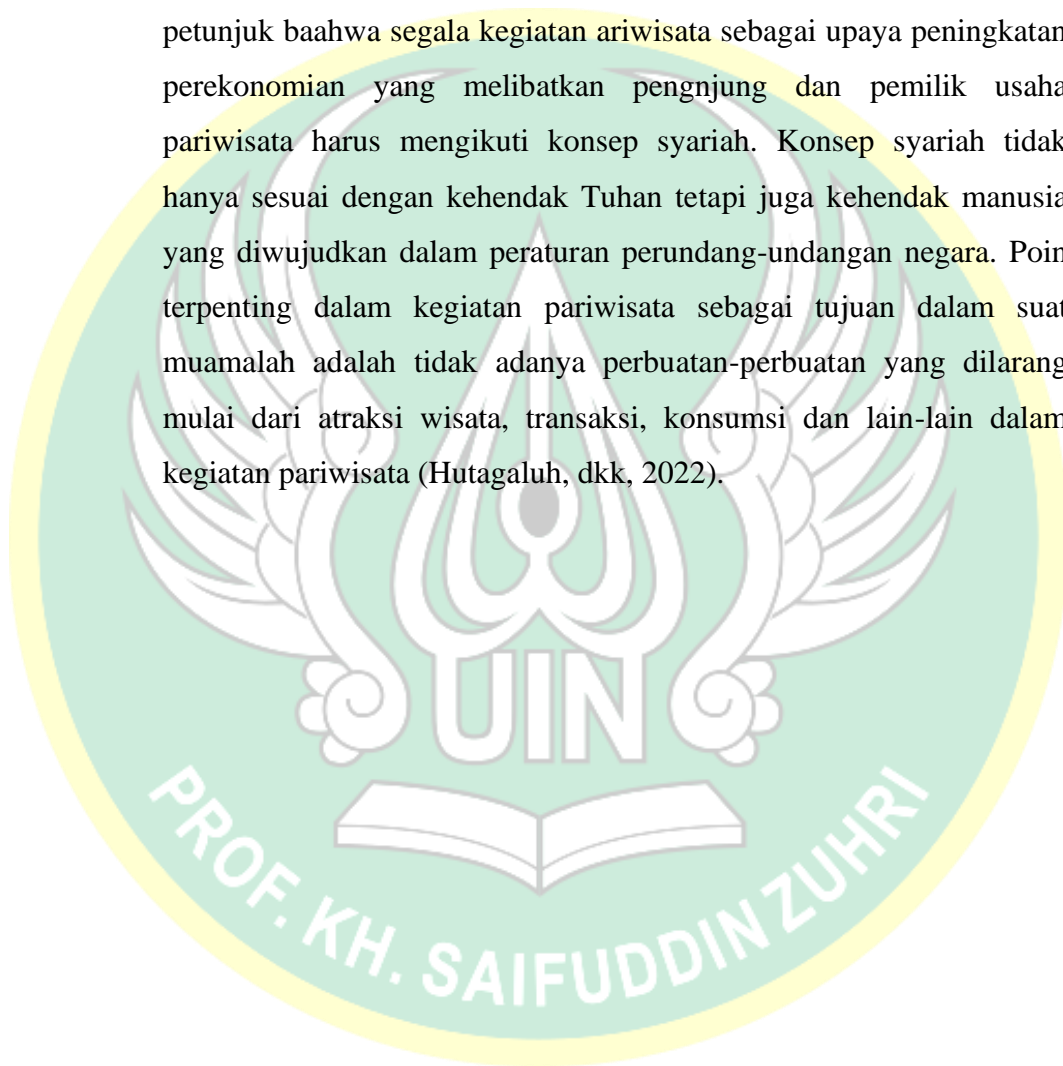 petunjuk baahwa segala kegiatan ariwisata sebagai upaya peningkatan
perekonomian yang melibatkan pengnjung dan pemilik usaha
pariwisata harus mengikuti konsep syariah. Konsep syariah tidak
hanya sesuai dengan kehendak Tuhan tetapi juga kehendak manusia
yang diwujudkan dalam peraturan perundang-undangan negara. Poin
terpenting dalam kegiatan pariwisata sebagai tujuan dalam suat
muamalah adalah tidak adanya perbuatan-perbuatan yang dilarang
mulai dari atraksi wisata, transaksi, konsumsi dan lain-lain dalam
kegiatan pariwisata (Hutagaluh, dkk, 2022).
UIN
PROF. KH. SAIFUDDIN ZUHRI